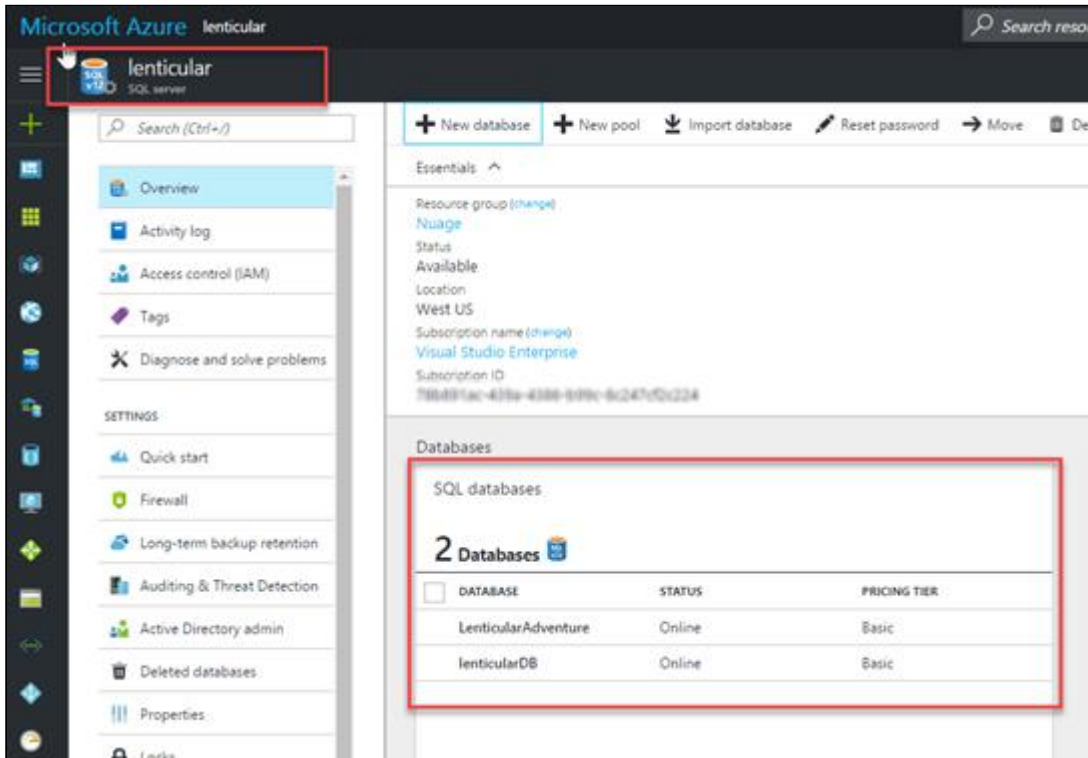 Microsoft Azure lenticular
Search resou
lenticular
SQL server
Search (Ctrl+/)
Overview
Activity log
Access control (IAM)
Tags
Diagnose and solve problems
SETTINGS
Quick start
Firewall
Long-term backup retention
Auditing & Threat Detection
Active Directory admin
Deleted databases
Properties
Locks
New database New pool Import database Reset password Move De
Essentials
Resource group (change)
Nuage
Status
Available
Location
West US
Subscription name (change)
Visual Studio Enterprise
Subscription ID
Databases
SQL databases
2 Databases
DATABASE STATUS PRICING TIER
LenticularAdventure Online Basic
lenticularDB Online Basic